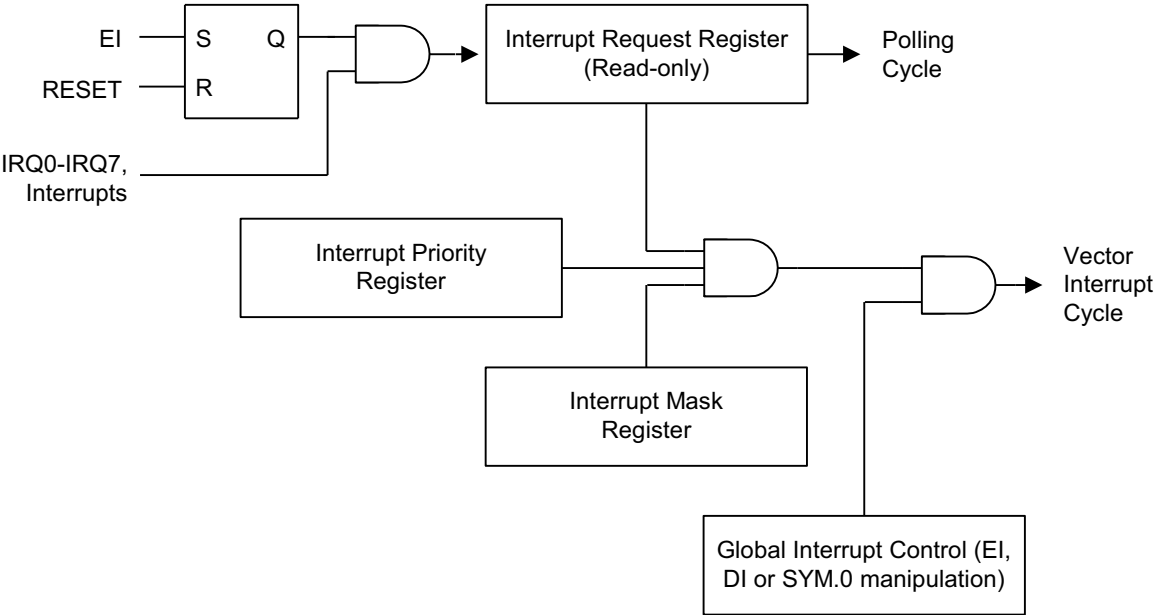 EI
S
Q
RESET
R
IRQ0-IRQ7,
Interrupts
Interrupt Request Register
(Read-only)
Polling
Cycle
Interrupt Priority
Register
Vector
Interrupt
Cycle
Interrupt Mask
Register
Global Interrupt Control (EI,
DI or SYM.0 manipulation)